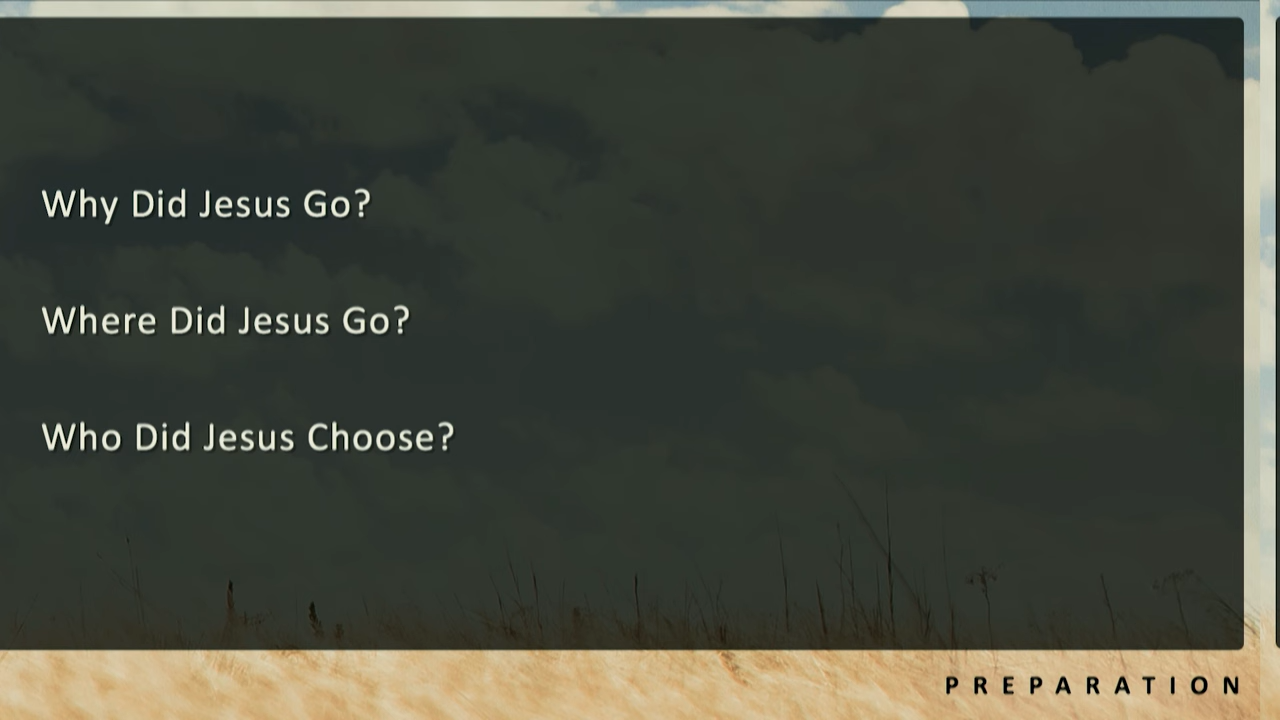 Why Did Jesus Go?
Where Did Jesus Go?
Who Did Jesus Choose?
PREPARATION